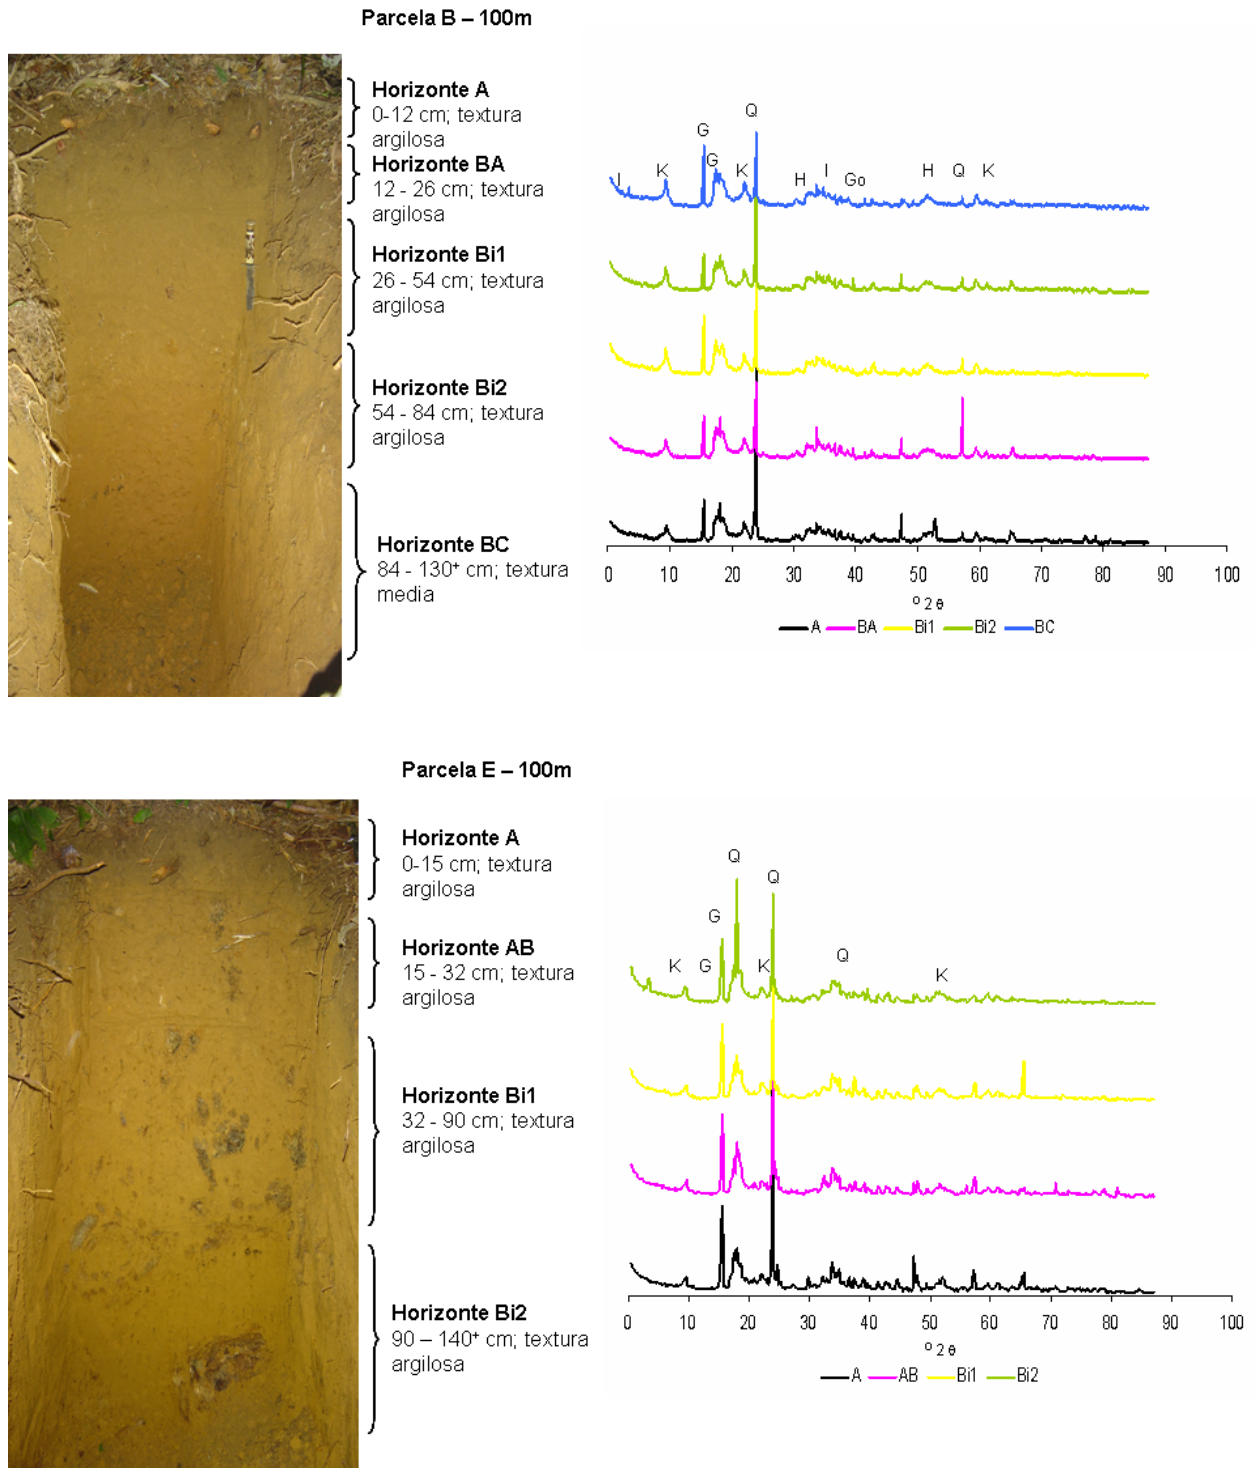 Parcela B – 100m
Horizonte A
0-12 cm; textura
argilosa
Horizonte BA
12 - 26 cm; textura
argilosa
Horizonte Bi1
26 - 54 cm; textura
argilosa
Horizonte Bi2
54 - 84 cm; textura
argilosa
Horizonte BC
84 - 130⁺ cm; textura
media
Q
G
G
I K K H I Go H Q K
0 10 20 30 40 50 60 70 80 90 100
º 2 θ
A BA Bi1 Bi2 BC
Parcela E – 100m
Horizonte A
0-15 cm; textura
argilosa
Horizonte AB
15 - 32 cm; textura
argilosa
Horizonte Bi1
32 - 90 cm; textura
argilosa
Horizonte Bi2
90 – 140⁺ cm; textura
argilosa
Q
Q
G
Q
K G K K
0 10 20 30 40 50 60 70 80 90 100
º 2 θ
A AB Bi1 Bi2